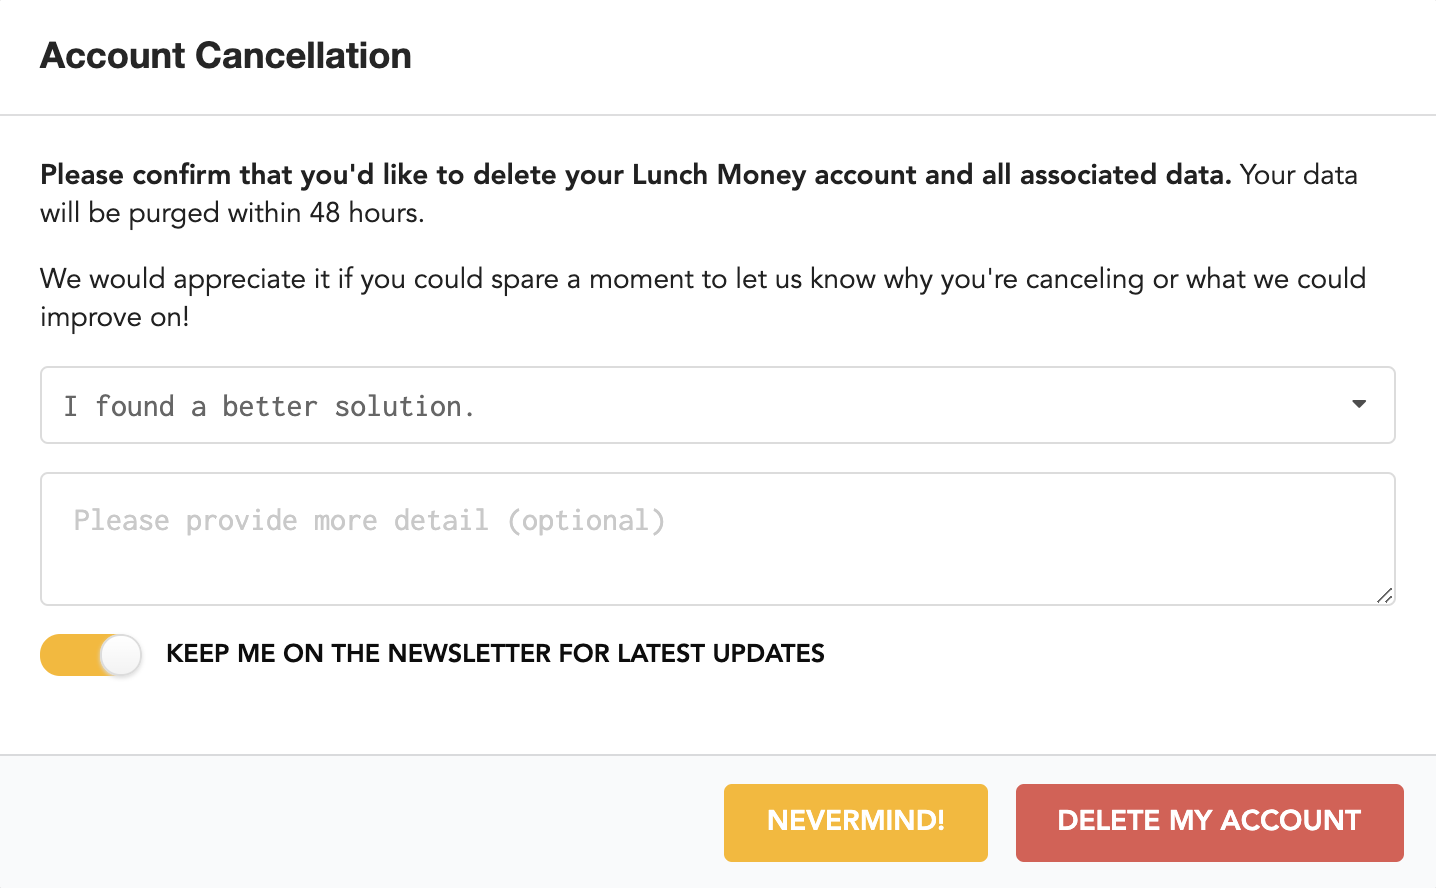 Account Cancellation
Please confirm that you'd like to delete your Lunch Money account and all associated data. Your data
will be purged within 48 hours.
We would appreciate it if you could spare a moment to let us know why you're canceling or what we could
improve on!
I found a better solution.
Please provide more detail (optional)
KEEP ME ON THE NEWSLETTER FOR LATEST UPDATES
NEVERMIND! DELETE MY ACCOUNT